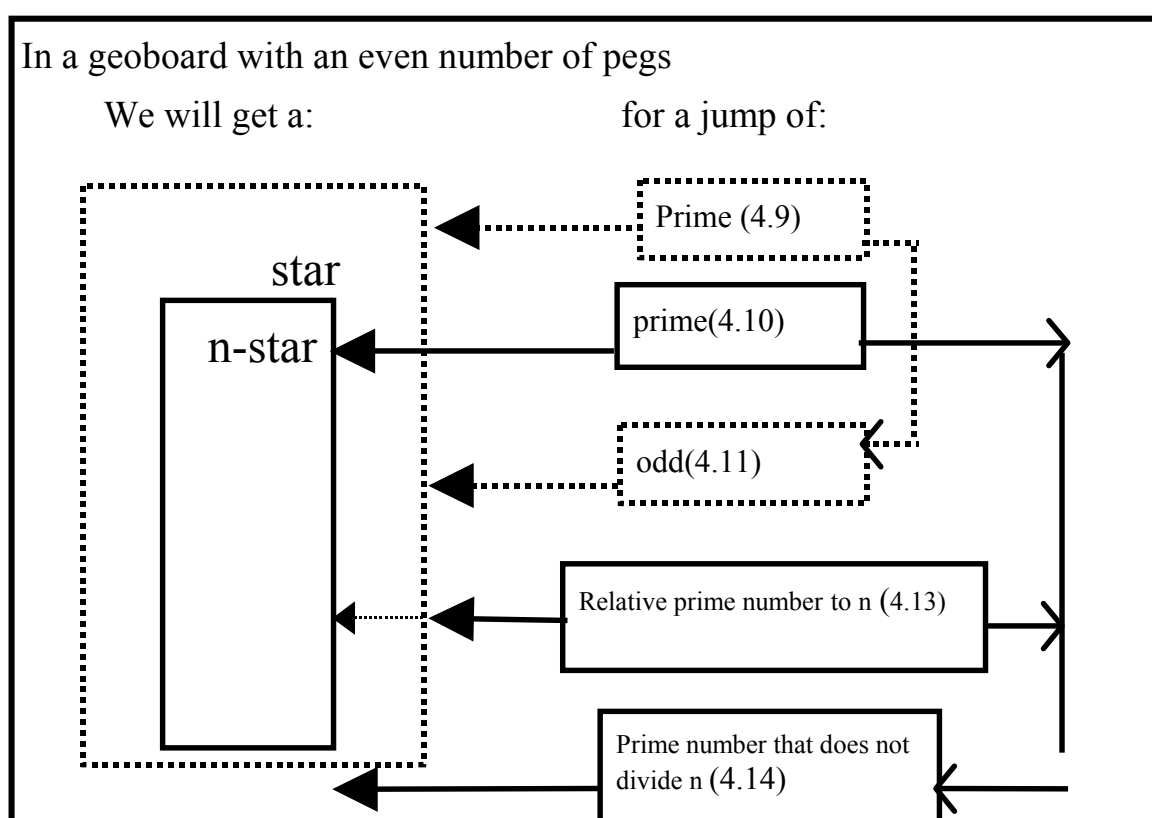 In a geoboard with an even number of pegs
We will get a:
for a jump of:
Prime (4.9)
star
prime(4.10)
n-star
odd(4.11)
Relative prime number to n (4.13)
Prime number that does not
divide n (4.14)